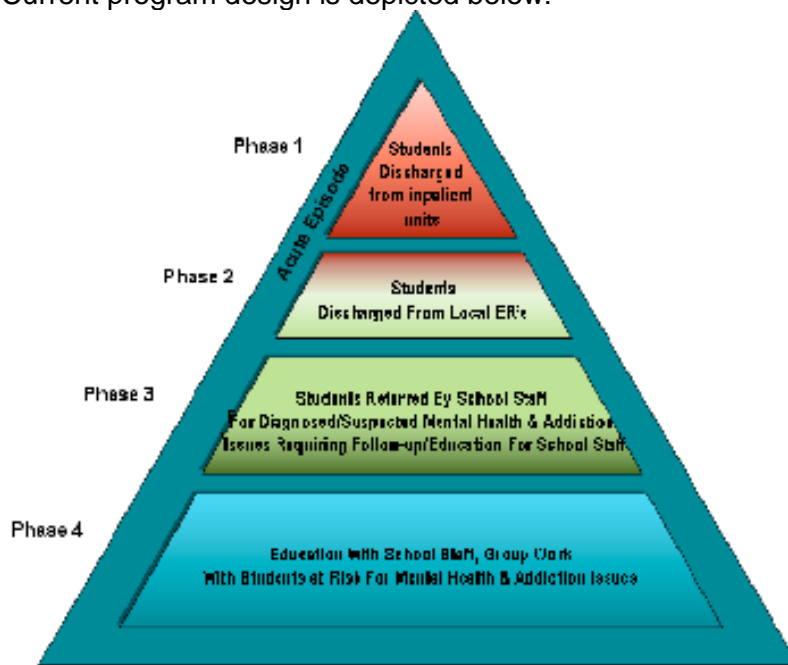 Current program design is depicted below:
Phase 1
Students
Discharged
from inpatient
units
Acute Episode
Phase 2
Students
Discharged From Local ER's
Phase 3
Students Referred By School Staff
For Diagnosed/Suspected Mental Health & Addiction
Issues Requiring Follow-up/Education For School Staff
Phase 4
Education With School Staff, Group Work
With Students at Risk For Mental Health & Addiction Issues